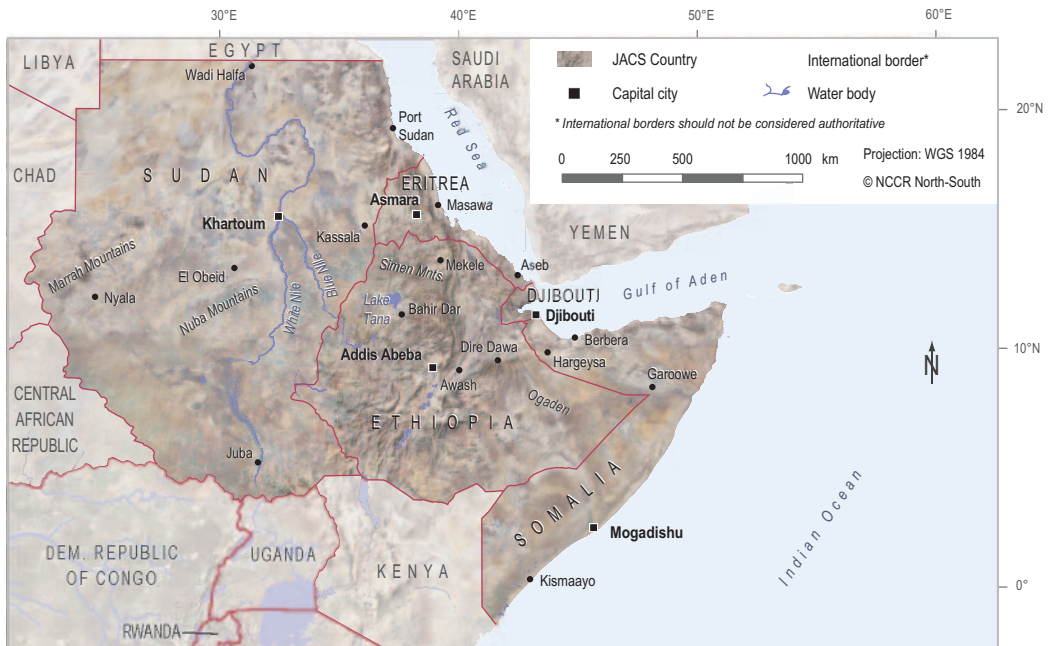 30°E
40°E
50°E
60°E
EGYPT
LIBYA
Wadi Halfa
SAUDI
ARABIA
JACS Country
International border*
Capital city
Water body
* International borders should not be considered authoritative
0 250 500 1000 km
Projection: WGS 1984
© NCCR North-South
20°N
Port
Sudan
Red Sea
CHAD
SUDAN
ERITREA
Asmara
Masawa
Khartoum
Kassala
YEMEN
Marrah Mountains
El Obeid
Simen Mnts.
Mekele
Aseb
Blue Nlle
Gulf of Aden
Nyala
Nuba Mountains
White Nle
Lake
Tana
Bahir Dar
DJIBOUTI
Djibouti
Berbera
Dire Dawa
Addis Abeba
Hargeysa
10°N
N
Awash
Garoowe
Ogaden
CENTRAL
AFRICAN
REPUBLIC
ETHIOPIA
Juba
SOMALIA
Mogadishu
Indian Ocean
DEM. REPUBLIC
OF CONGO
UGANDA
KENYA
Kismaayo
0°
RWANDA